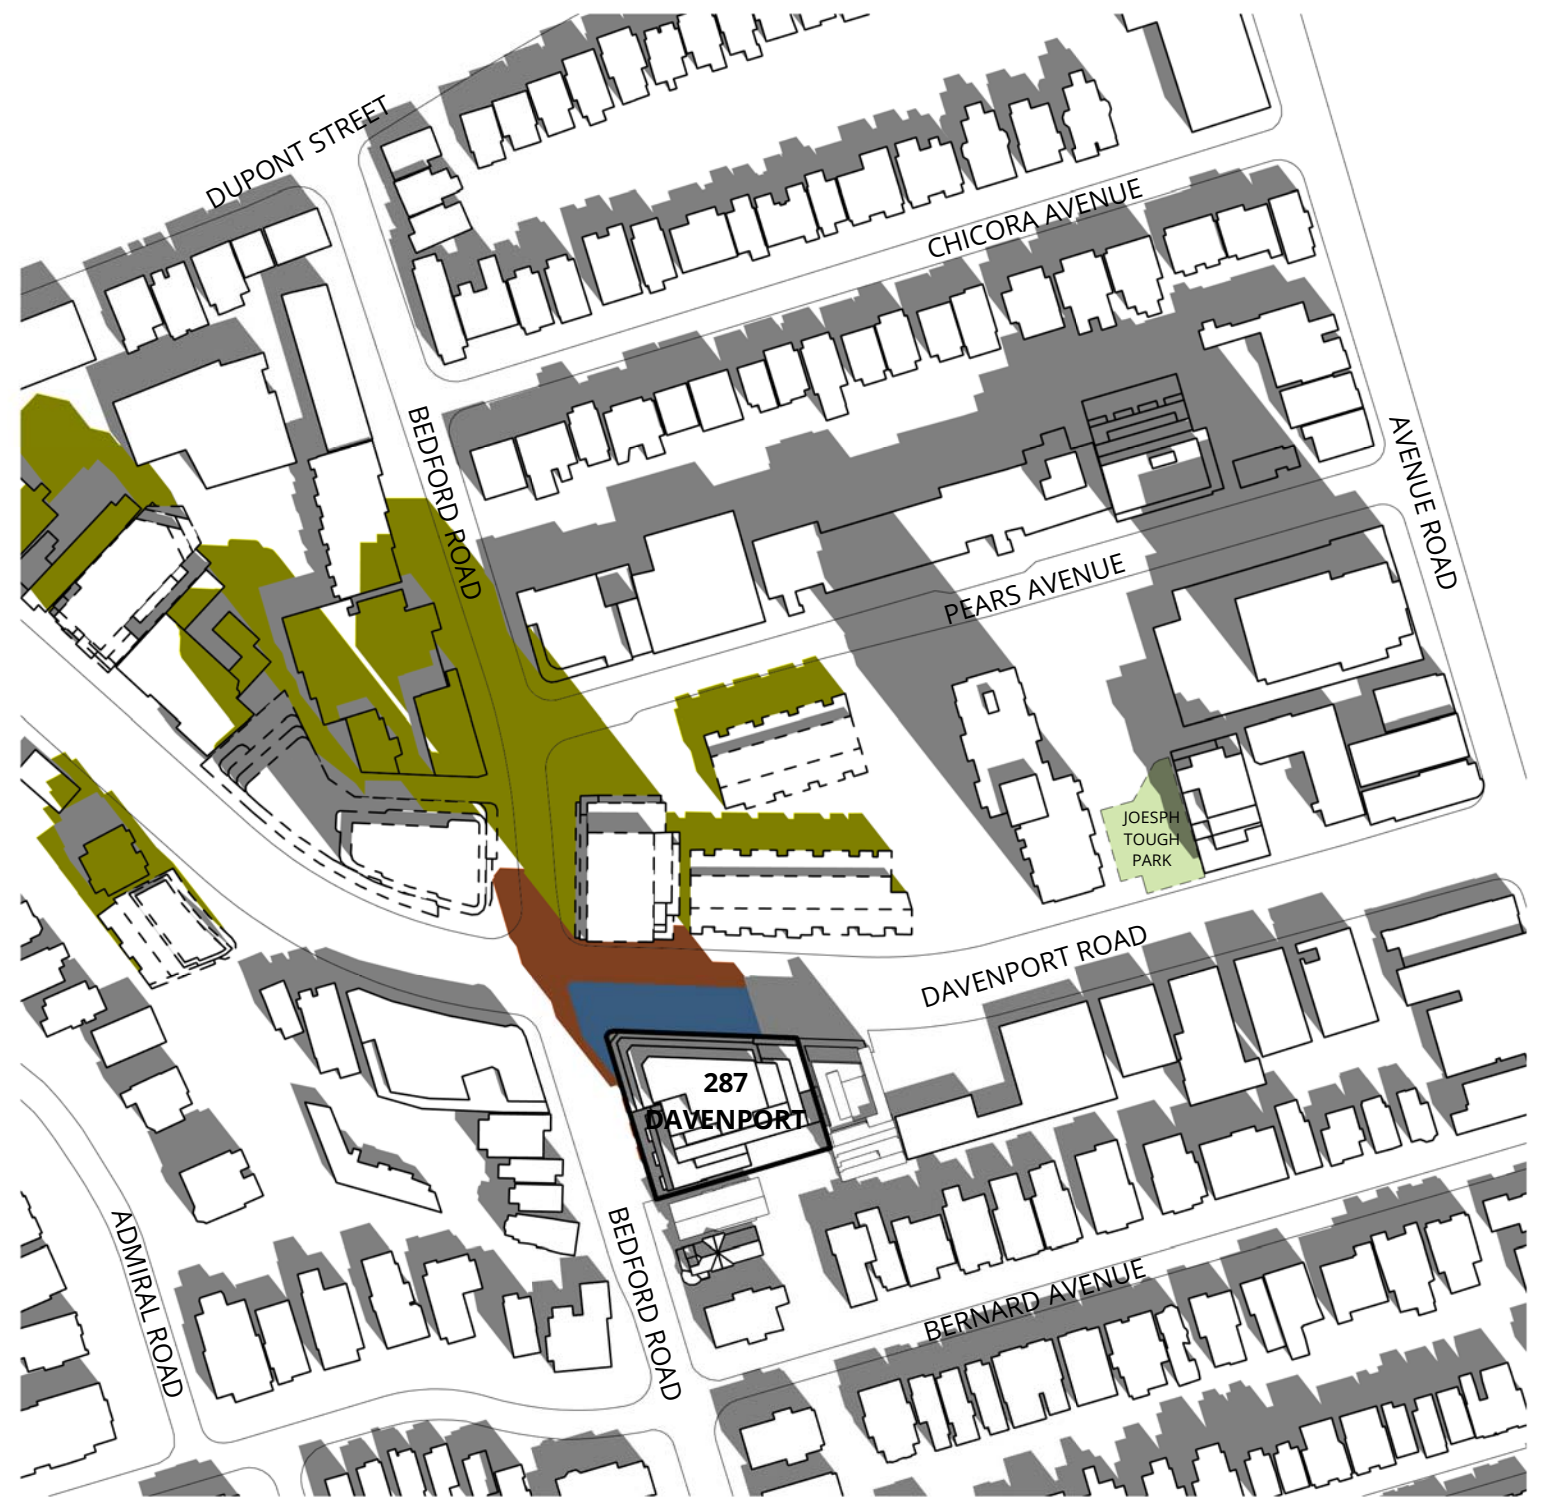 DUPONT STREET
CHICORA AVENUE
BEDFORD ROAD
AVENUE ROAD
PEARS AVENUE
JOESPH
TOUGH
PARK
DAVENPORT ROAD
287
DAVENPORT
ADMIRAL ROAD
BEDFORD ROAD
BERNARD AVENUE